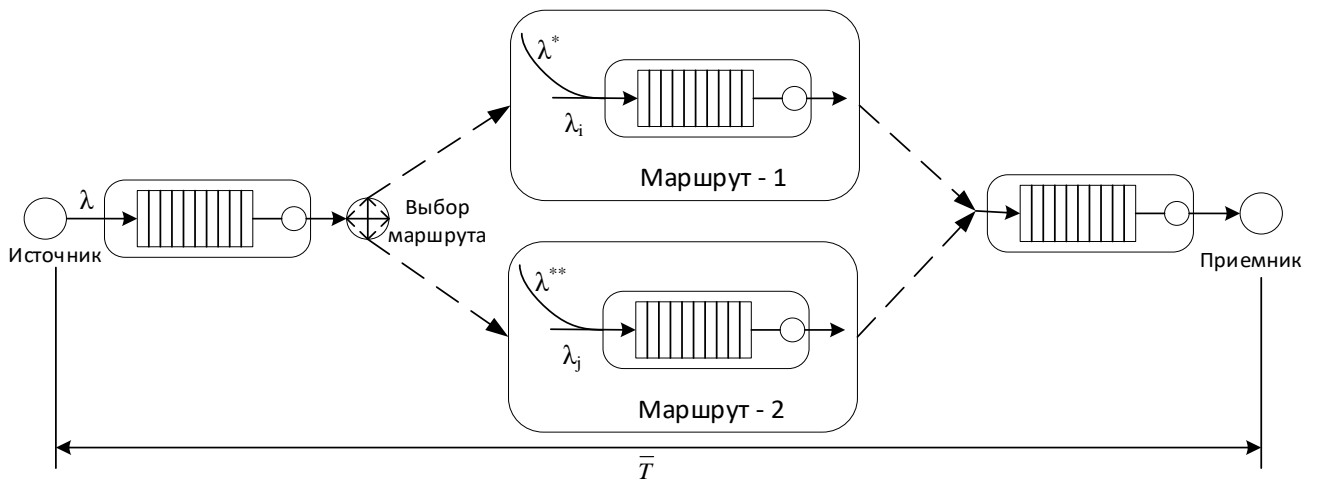 λ*
λᵢ
Маршрут - 1
λ
Источник
Выбор
маршрута
Приемник
λ**
λⱼ
Маршрут - 2
T̅